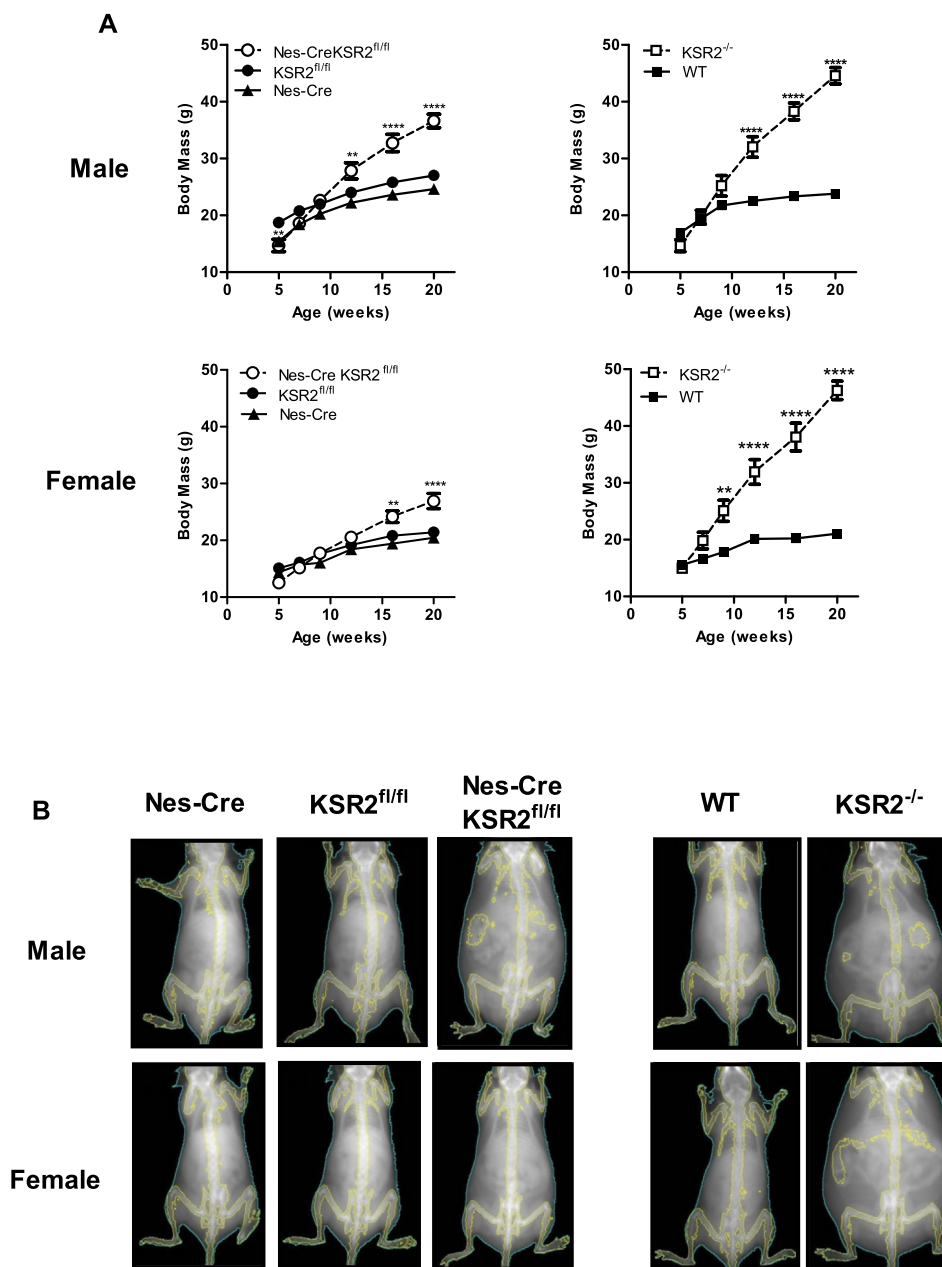 A
Male
Nes-CreKSR2fl/fl
KSR2fl/fl
Nes-Cre
Body Mass (g)
50
40
30
20
10
**
**
****
****
0 5 10 15 20
Age (weeks)
KSR2-/-
WT
Body Mass (g)
50
40
30
20
10
****
****
****
0 5 10 15 20
Age (weeks)
Female
Nes-Cre KSR2fl/fl
KSR2fl/fl
Nes-Cre
Body Mass (g)
50
40
30
20
10
**
****
0 5 10 15 20
Age (weeks)
KSR2-/-
WT
Body Mass (g)
50
40
30
20
10
**
****
****
****
0 5 10 15 20
Age (weeks)
B
Nes-Cre
KSR2fl/fl
Nes-Cre
KSR2fl/fl
WT
KSR2-/-
Male
Female